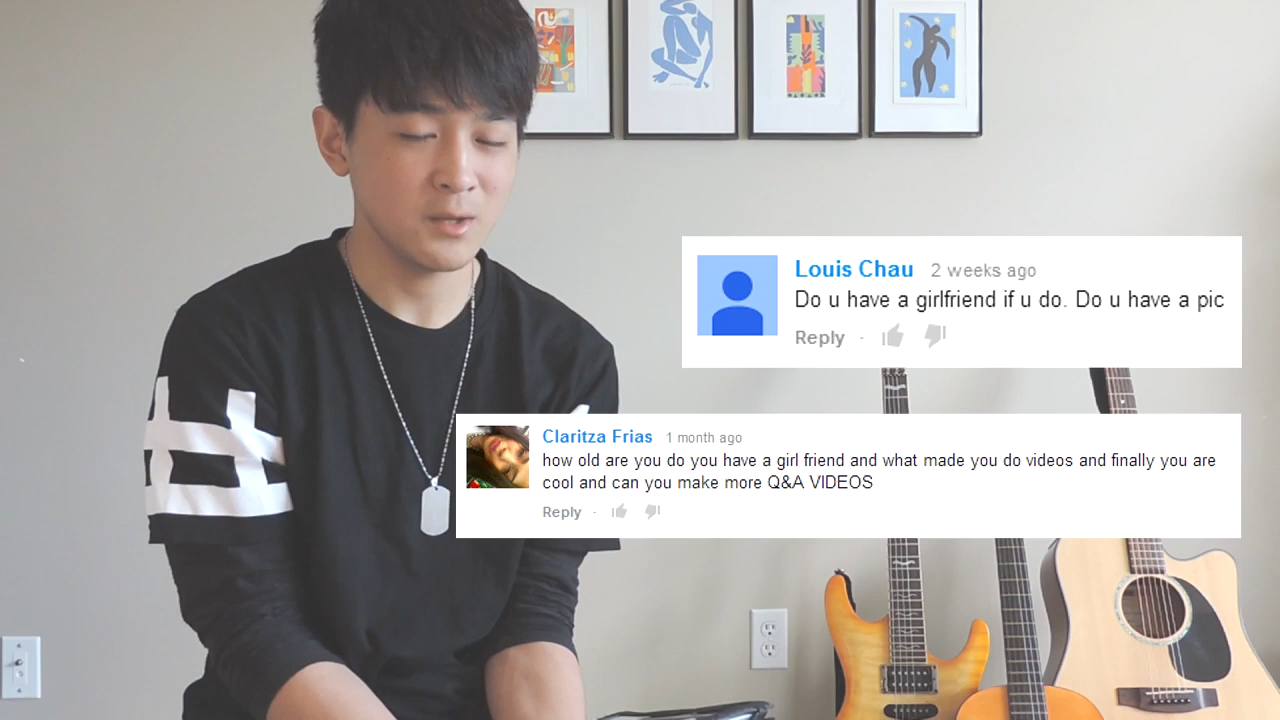 Louis Chau 2 weeks ago
Do u have a girlfriend if u do. Do u have a pic
Reply ·
Claritza Frias 1 month ago
how old are you do you have a girl friend and what made you do videos and finally you are
cool and can you make more Q&A VIDEOS
Reply ·